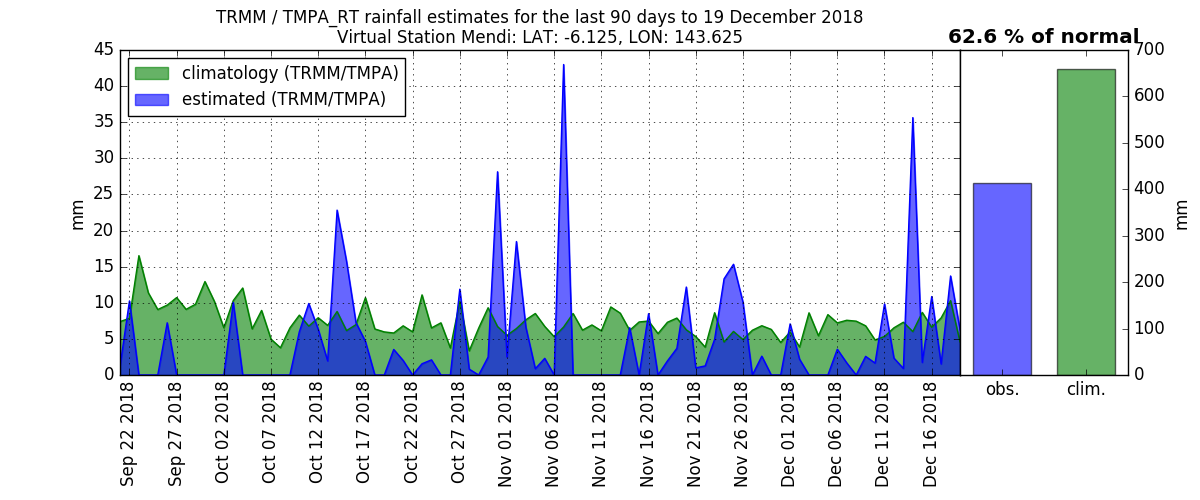 TRMM / TMPA_RT rainfall estimates for the last 90 days to 19 December 2018
Virtual Station Mendi: LAT: -6.125, LON: 143.625
62.6 % of normal
climatology (TRMM/TMPA)
estimated (TRMM/TMPA)
mm
45
40
35
30
25
20
15
10
5
0
Sep 22 2018
Sep 27 2018
Oct 02 2018
Oct 07 2018
Oct 12 2018
Oct 17 2018
Oct 22 2018
Oct 27 2018
Nov 01 2018
Nov 06 2018
Nov 11 2018
Nov 16 2018
Nov 21 2018
Nov 26 2018
Dec 01 2018
Dec 06 2018
Dec 11 2018
Dec 16 2018
obs.
clim.
700
600
500
400
300
200
100
0
mm